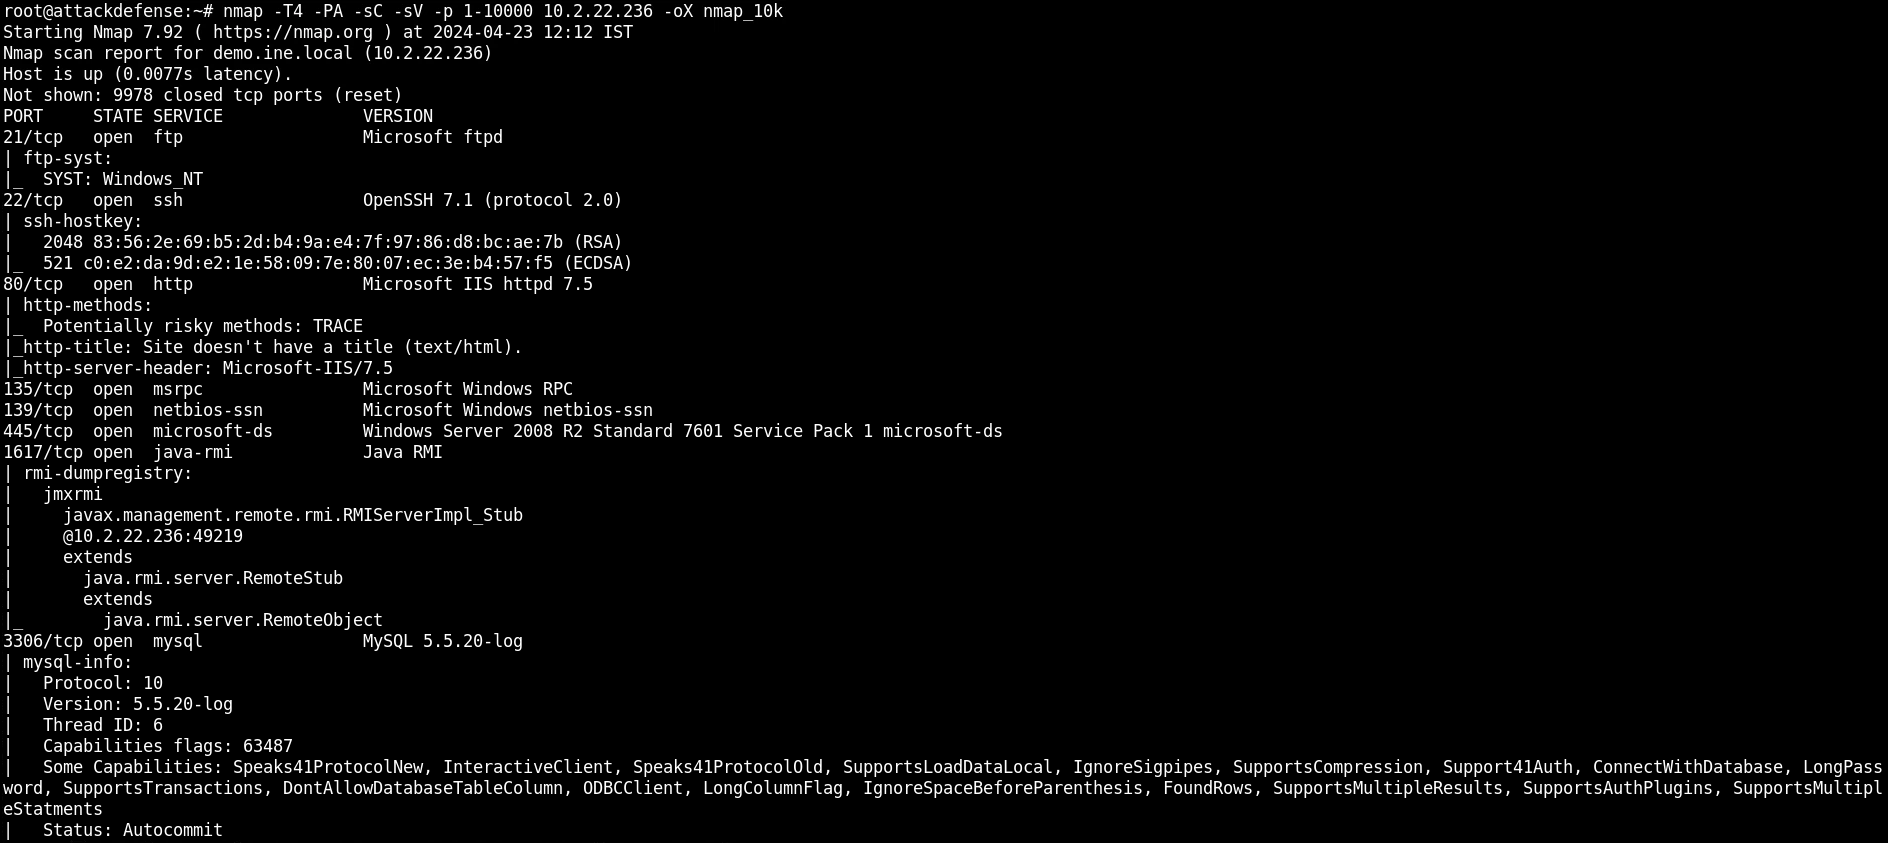 root@attackdefense:~# nmap -T4 -PA -sC -sV -p 1-10000 10.2.22.236 -oX nmap_10k
Starting Nmap 7.92 ( https://nmap.org ) at 2024-04-23 12:12 IST
Nmap scan report for demo.ine.local (10.2.22.236)
Host is up (0.0077s latency).
Not shown: 9978 closed tcp ports (reset)
PORT     STATE SERVICE            VERSION
21/tcp   open  ftp                Microsoft ftpd
| ftp-syst:
|_  SYST: Windows_NT
22/tcp   open  ssh                OpenSSH 7.1 (protocol 2.0)
| ssh-hostkey:
|   2048 83:56:2e:69:b5:2d:b4:9a:e4:7f:97:86:d8:bc:ae:7b (RSA)
|_  521 c0:e2:da:9d:e2:1e:58:09:7e:80:07:ec:3e:b4:57:f5 (ECDSA)
80/tcp   open  http               Microsoft IIS httpd 7.5
| http-methods:
|_  Potentially risky methods: TRACE
|_http-title: Site doesn't have a title (text/html).
|_http-server-header: Microsoft-IIS/7.5
135/tcp  open  msrpc              Microsoft Windows RPC
139/tcp  open  netbios-ssn        Microsoft Windows netbios-ssn
445/tcp  open  microsoft-ds       Windows Server 2008 R2 Standard 7601 Service Pack 1 microsoft-ds
1617/tcp open  java-rmi           Java RMI
| rmi-dumpregistry:
|   jmxrmi
|     javax.management.remote.rmi.RMIServerImpl_Stub
|     @10.2.22.236:49219
|     extends
|       java.rmi.server.RemoteStub
|       extends
|_        java.rmi.server.RemoteObject
3306/tcp open  mysql              MySQL 5.5.20-log
| mysql-info:
|   Protocol: 10
|   Version: 5.5.20-log
|   Thread ID: 6
|   Capabilities flags: 63487
|   Some Capabilities: Speaks41ProtocolNew, InteractiveClient, Speaks41ProtocolOld, SupportsLoadDataLocal, IgnoreSigpipes, SupportsCompression, Support41Auth, ConnectWithDatabase, LongPass
word, SupportsTransactions, DontAllowDatabaseTableColumn, ODBCClient, LongColumnFlag, IgnoreSpaceBeforeParenthesis, FoundRows, SupportsMultipleResults, SupportsAuthPlugins, SupportsMultipl
eStatments
|   Status: Autocommit